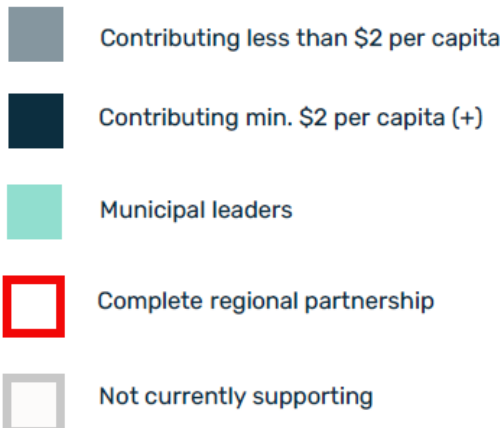 Contributing less than $2 per capita
Contributing min. $2 per capita (+)
Municipal leaders
Complete regional partnership
Not currently supporting